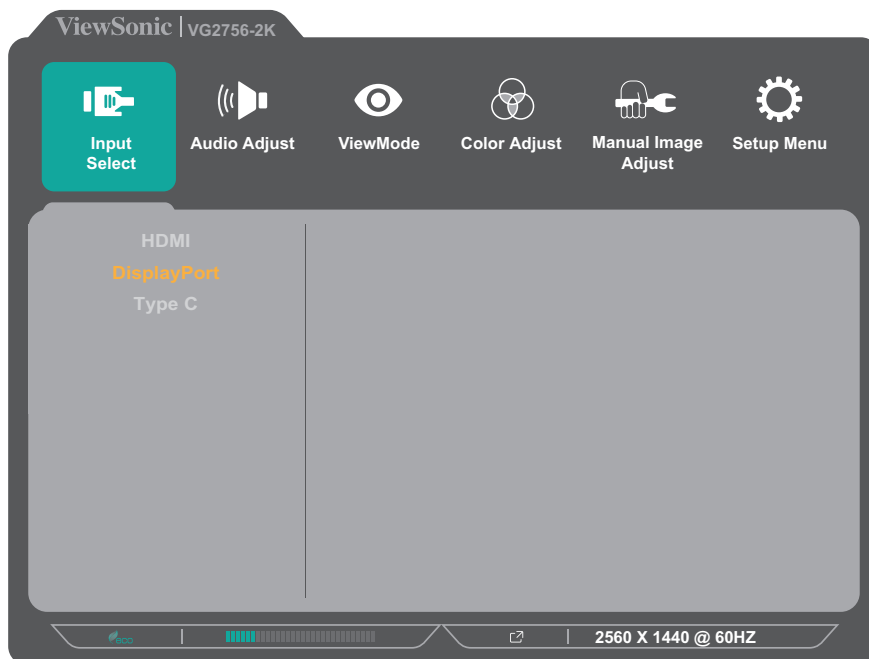 ViewSonic | VG2756-2K
Input
Select
Audio Adjust
ViewMode
Color Adjust
Manual Image
Adjust
Setup Menu
HDMI
DisplayPort
Type C
eco
2560 X 1440 @ 60HZ